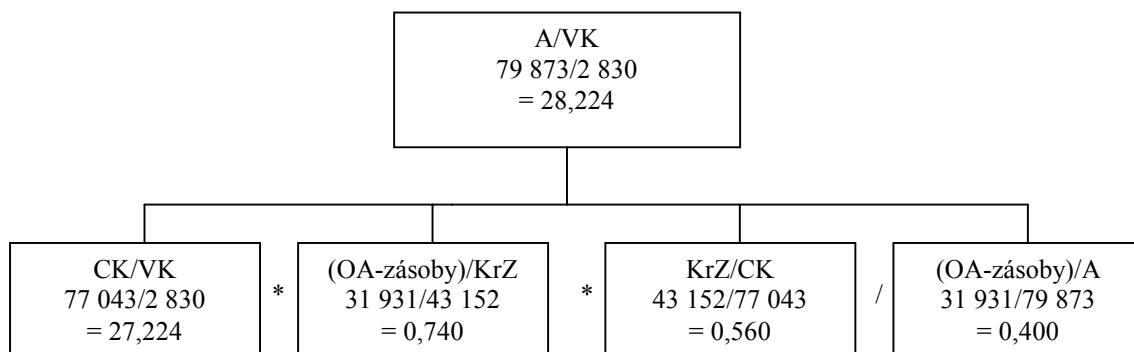 A/VK
79 873/2 830
= 28,224
CK/VK
77 043/2 830
= 27,224
*
(OA-zásoby)/KrZ
31 931/43 152
= 0,740
*
KrZ/CK
43 152/77 043
= 0,560
/
(OA-zásoby)/A
31 931/79 873
= 0,400